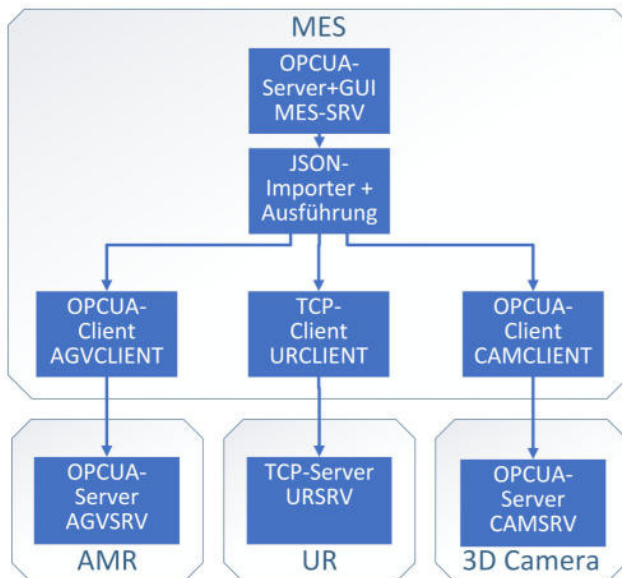 MES
OPCUA-
Server+GUI
MES-SRV
JSON-
Importer +
Ausführung
OPCUA-
Client
AGVCLIENT
TCP-
Client
URCLIENT
OPCUA-
Client
CAMCLIENT
OPCUA-
Server
AGVSRV
AMR
TCP-Server
URSRV
UR
OPCUA-
Server
CAMSRV
3D Camera